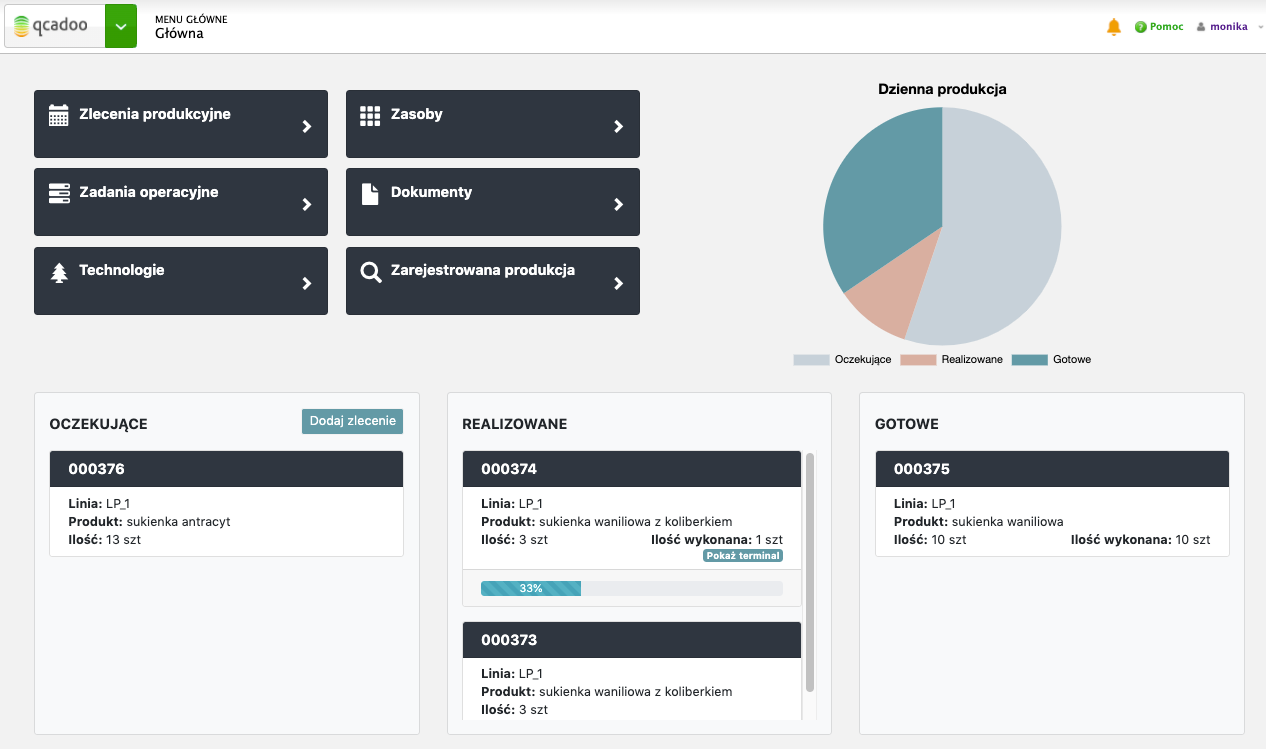 qcadoo
MENU GŁÓWNE
Główna
Pomoc
monika
Zlecenia produkcyjne
Zasoby
Zadania operacyjne
Dokumenty
Technologie
Zarejestrowana produkcja
Dzienna produkcja
Oczekujące Realizowane Gotowe
OCZEKUJĄCE
Dodaj zlecenie
000376
Linia: LP_1
Produkt: sukienka antracyt
Ilość: 13 szt
REALIZOWANE
000374
Linia: LP_1
Produkt: sukienka waniliowa z koliberkiem
Ilość: 3 szt Ilość wykonana: 1 szt
Pokaż terminal
33%
000373
Linia: LP_1
Produkt: sukienka waniliowa z koliberkiem
Ilość: 3 szt
GOTOWE
000375
Linia: LP_1
Produkt: sukienka waniliowa
Ilość: 10 szt Ilość wykonana: 10 szt